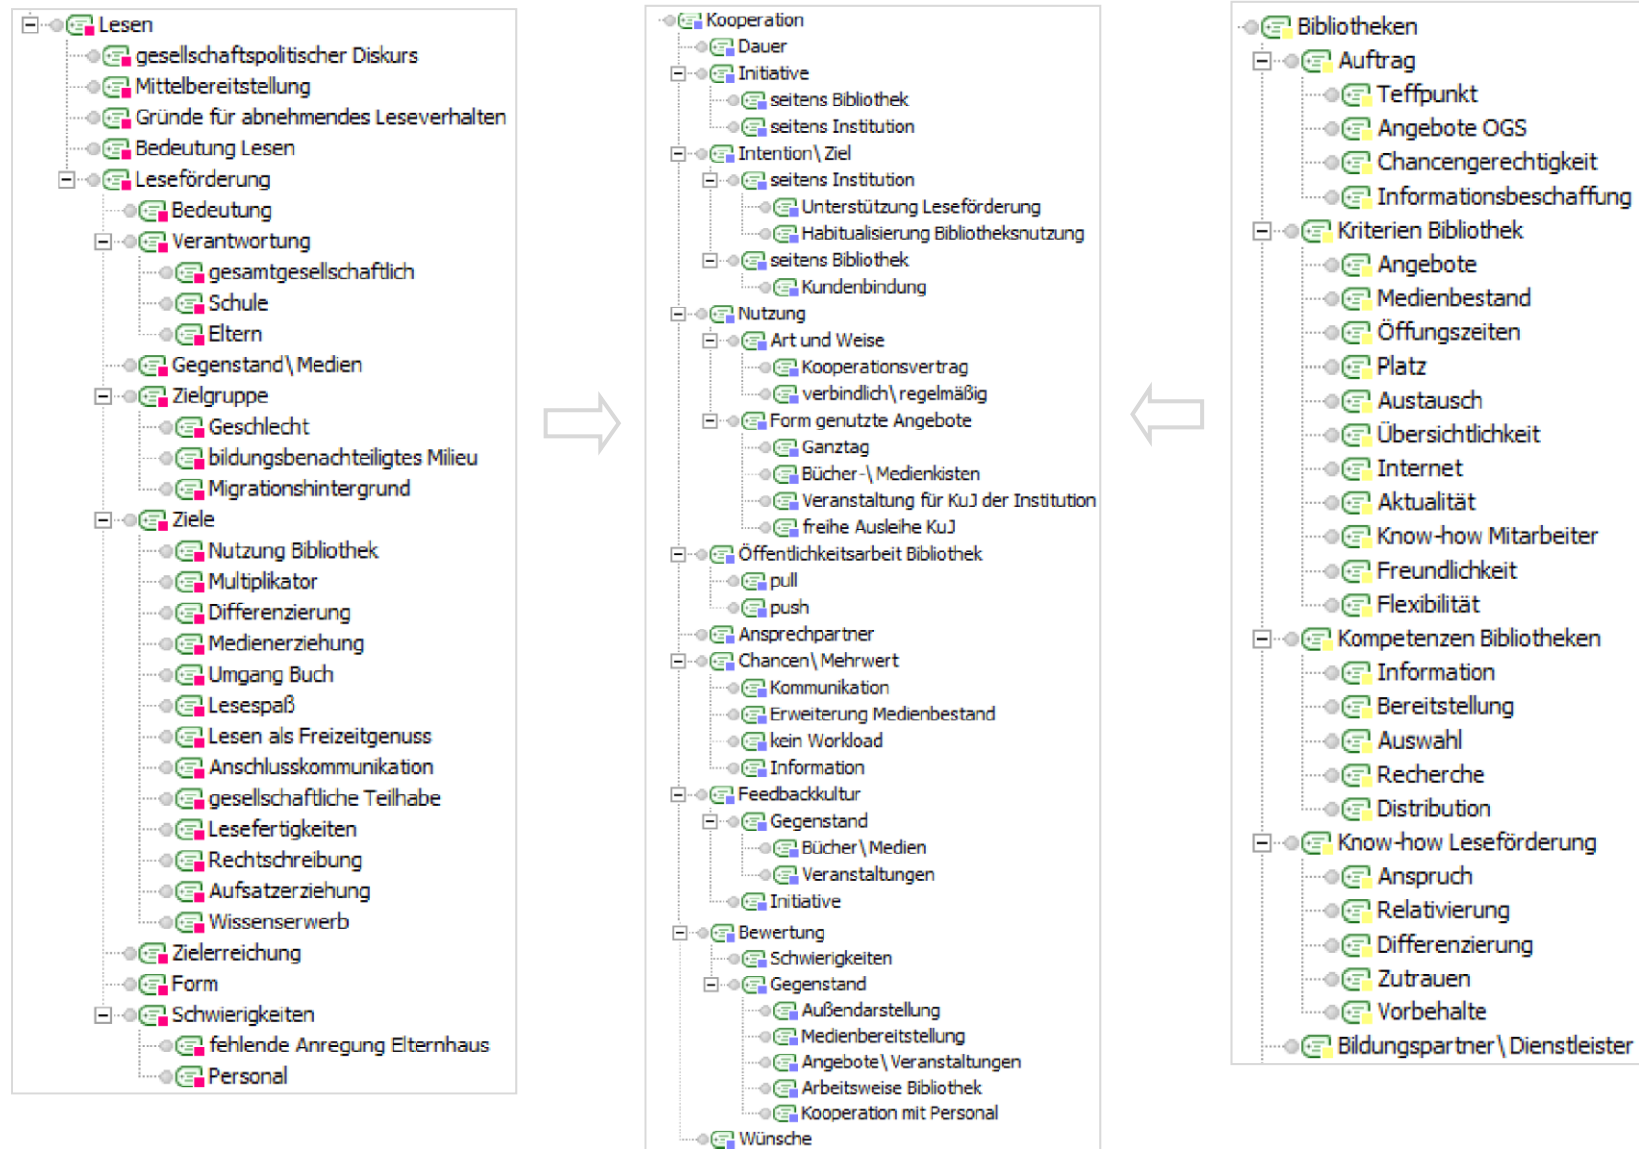 Lesen
gesellschaftspolitischer Diskurs
Mittelbereitstellung
Gründe für abnehmendes Leseverhalten
Bedeutung Lesen
Leseförderung
Bedeutung
Verantwortung
gesamtgesellschaftlich
Schule
Eltern
Gegenstand\Medien
Zielgruppe
Geschlecht
bildungsbenachteiligtes Milieu
Migrationshintergrund
Ziele
Nutzung Bibliothek
Multiplikator
Differenzierung
Medienerziehung
Umgang Buch
Lesespaß
Lesen als Freizeitgenuss
Anschlusskommunikation
gesellschaftliche Teilhabe
Lesefertigkeiten
Rechtschreibung
Aufsatzerziehung
Wissenserwerb
Zielerreichung
Form
Schwierigkeiten
fehlende Anregung Elternhaus
Personal
Kooperation
Dauer
Initiative
seitens Bibliothek
seitens Institution
Intention\Ziel
seitens Institution
Unterstützung Leseförderung
Habitualisierung Bibliotheksnutzung
seitens Bibliothek
Kundenbindung
Nutzung
Art und Weise
Kooperationsvertrag
verbindlich\regelmäßig
Form genutzte Angebote
Ganztag
Bücher-\Medienkisten
Veranstaltung für KuJ der Institution
freihe Ausleihe KuJ
Öffentlichkeitsarbeit Bibliothek
pull
push
Ansprechpartner
Chancen\Mehrwert
Kommunikation
Erweiterung Medienbestand
kein Workload
Information
Feedbackkultur
Gegenstand
Bücher\Medien
Veranstaltungen
Initiative
Bewertung
Schwierigkeiten
Gegenstand
Außendarstellung
Medienbereitstellung
Angebote\Veranstaltungen
Arbeitsweise Bibliothek
Kooperation mit Personal
Wünsche
Bibliotheken
Auftrag
Teffpunkt
Angebote OGS
Chancengerechtigkeit
Informationsbeschaffung
Kriterien Bibliothek
Angebote
Medienbestand
Öffungszeiten
Platz
Austausch
Übersichtlichkeit
Internet
Aktualität
Know-how Mitarbeiter
Freundlichkeit
Flexibilität
Kompetenzen Bibliotheken
Information
Bereitstellung
Auswahl
Recherche
Distribution
Know-how Leseförderung
Anspruch
Relativierung
Differenzierung
Zutrauen
Vorbehalte
Bildungspartner\Dienstleister